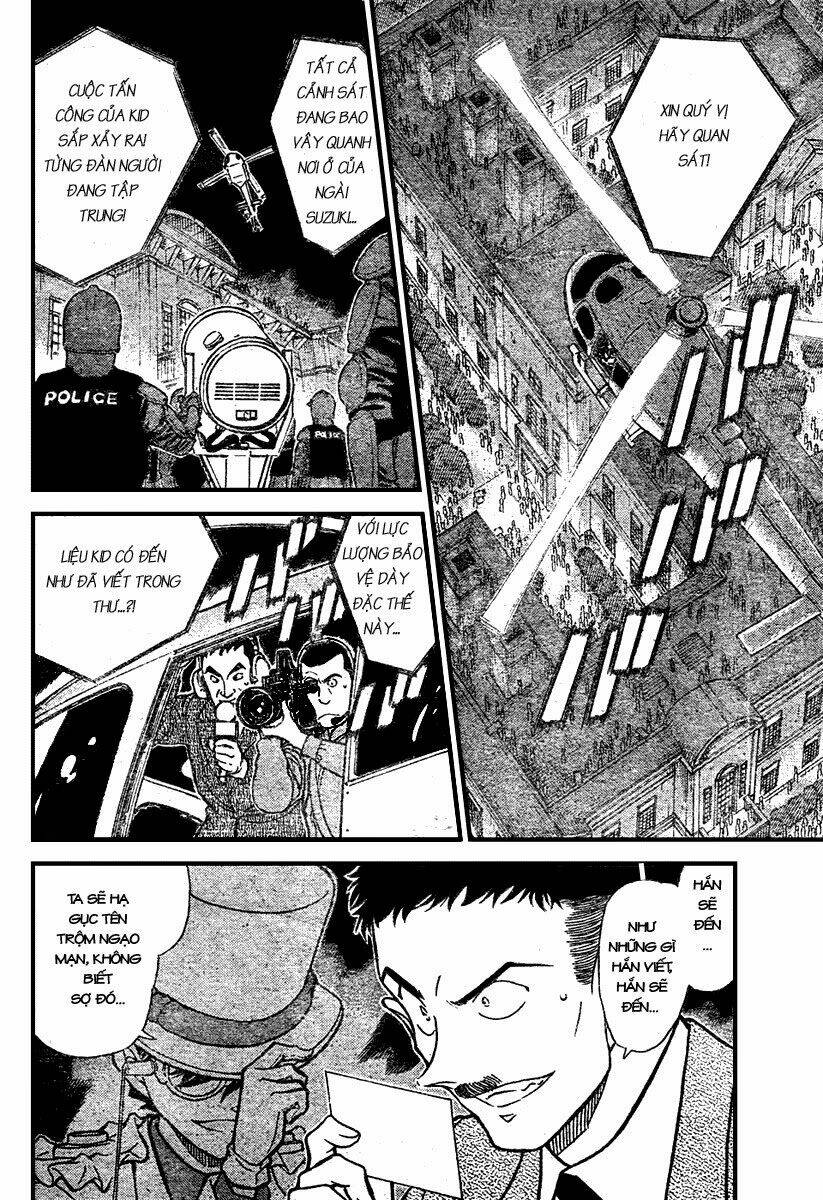 XIN QUÝ VỊ
HÃY QUAN
SÁT!
TẤT CẢ
CẢNH SÁT
ĐANG BAO
VÂY QUANH
NƠI Ở CỦA
NGÀI
SUZUKI...
CUỘC TẤN
CÔNG CỦA KID
SẮP XẢY RA!
TỪNG ĐÀN NGƯỜI
ĐANG TẬP
TRUNG!
POLICE
POLICE
VỚI LỰC
LƯỢNG BẢO
VỆ DÀY
ĐẶC THẾ
NÀY...
LIỆU KID CÓ ĐẾN
NHƯ ĐÃ VIẾT TRONG
THƯ...?!
HẮN
SẼ
ĐẾN
...
NHƯ
NHỮNG GÌ
HẮN VIẾT,
HẮN SẼ
ĐẾN...
TA SẼ HẠ
GỤC TÊN
TRỘM NGẠO
MẠN, KHÔNG
BIẾT
SỢ ĐÓ...